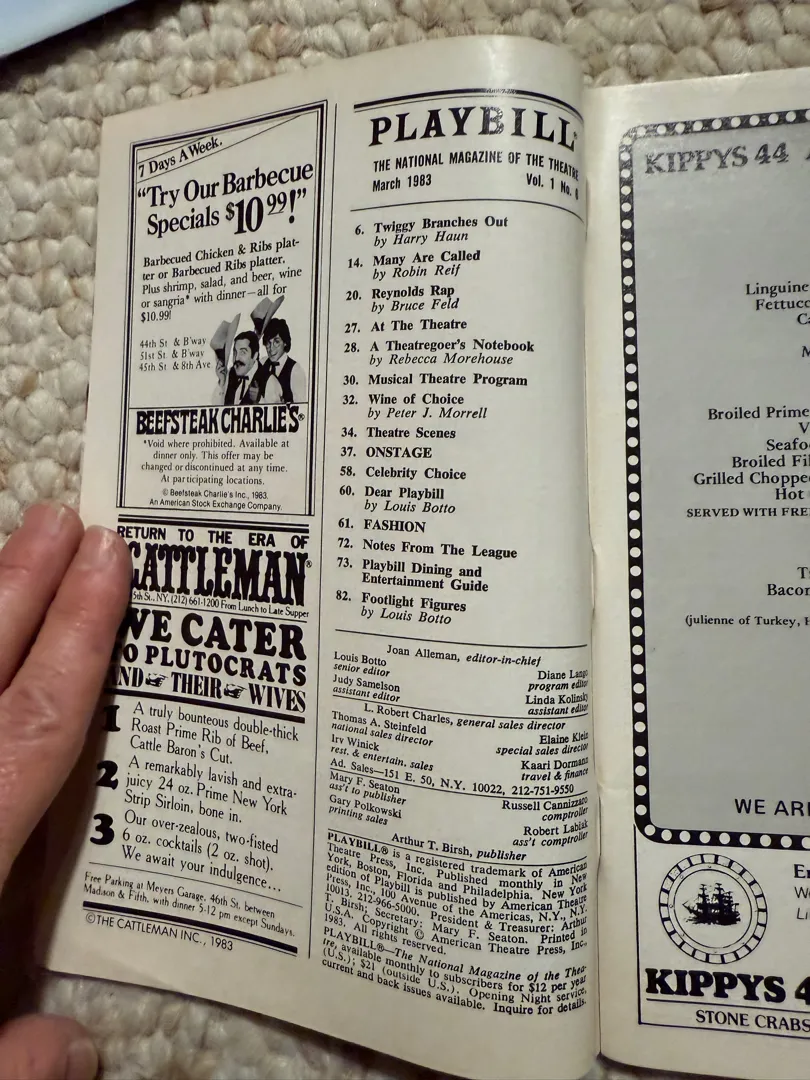 7 Days A Week.
"Try Our Barbecue
Specials $10.99!"
Barbecued Chicken & Ribs plat-
ter or Barbecued Ribs platter.
Plus shrimp, salad, and beer, wine
or sangria* with dinner—all for
$10.99!
44th St & B'way
51st St. & B'way
45th St & 8th Ave
BEEFSTEAK CHARLIE'S®
*Void where prohibited. Available at
dinner only. This offer may be
changed or discontinued at any time.
At participating locations.
© Beefsteak Charlie's Inc., 1983.
An American Stock Exchange Company.
RETURN TO THE ERA OF
CATTLEMAN®
5th St., NY, (212) 661-1200 From Lunch to Late Supper
WE CATER
TO PLUTOCRATS
AND THEIR WIVES
1 A truly bounteous double-thick
Roast Prime Rib of Beef,
Cattle Baron's Cut.
2 A remarkably lavish and extra-
juicy 24 oz. Prime New York
Strip Sirloin, bone in.
3 Our over-zealous, two-fisted
6 oz. cocktails (2 oz. shot).
We await your indulgence...
Free Parking at Meyers Garage, 46th St. between
Madison & Fifth, with dinner 5-12 pm except Sundays.
©THE CATTLEMAN INC., 1983
PLAYBILL®
THE NATIONAL MAGAZINE OF THE THEATRE
March 1983 Vol. 1 No. 6
6. Twiggy Branches Out
by Harry Haun
14. Many Are Called
by Robin Reif
20. Reynolds Rap
by Bruce Feld
27. At The Theatre
28. A Theatregoer's Notebook
by Rebecca Morehouse
30. Musical Theatre Program
32. Wine of Choice
by Peter J. Morrell
34. Theatre Scenes
37. ONSTAGE
58. Celebrity Choice
60. Dear Playbill
by Louis Botto
61. FASHION
72. Notes From The League
73. Playbill Dining and
Entertainment Guide
82. Footlight Figures
by Louis Botto
Joan Alleman, editor-in-chief
Louis Botto
senior editor
Diane Lango
program editor
Judy Samelson
assistant editor
Linda Kolinsky
assistant editor
L. Robert Charles, general sales director
Thomas A. Steinfeld
national sales director
Elaine Klein
special sales director
Irv Winick
rest. & entertain. sales
Kaari Dormann
travel & finance
Ad. Sales—151 E. 50, N.Y. 10022, 212-751-9550
Mary F. Seaton
ass't to publisher
Russell Cannizzaro
comptroller
Gary Polkowski
printing sales
Robert Labiak
ass't comptroller
Arthur T. Birsh, publisher
PLAYBILL® is a registered trademark of American
Theatre Press, Inc. Published monthly in New
York, Boston, Florida and Philadelphia. New York
edition of Playbill is published by American Theatre
Press, Inc., 100 Avenue of the Americas, N.Y., N.Y.
10013. 212-966-5000. President & Treasurer: Arthur
T. Birsh; Secretary: Mary F. Seaton. Printed in
U.S.A. Copyright © American Theatre Press, Inc.,
1983. All rights reserved.
PLAYBILL®—The National Magazine of the Thea-
tre, available monthly to subscribers for $12 per year
(U.S.); $21 (outside U.S.). Opening Night service,
current and back issues available. Inquire for details.
KIPPYS 44
Linguine
Fettucc
Ca
Broiled Prime
Seafo
Broiled Fil
Grilled Choppe
Hot
SERVED WITH FRE
Bacon
(julienne of Turkey, H
WE ARE
KIPPYS 4
STONE CRABS